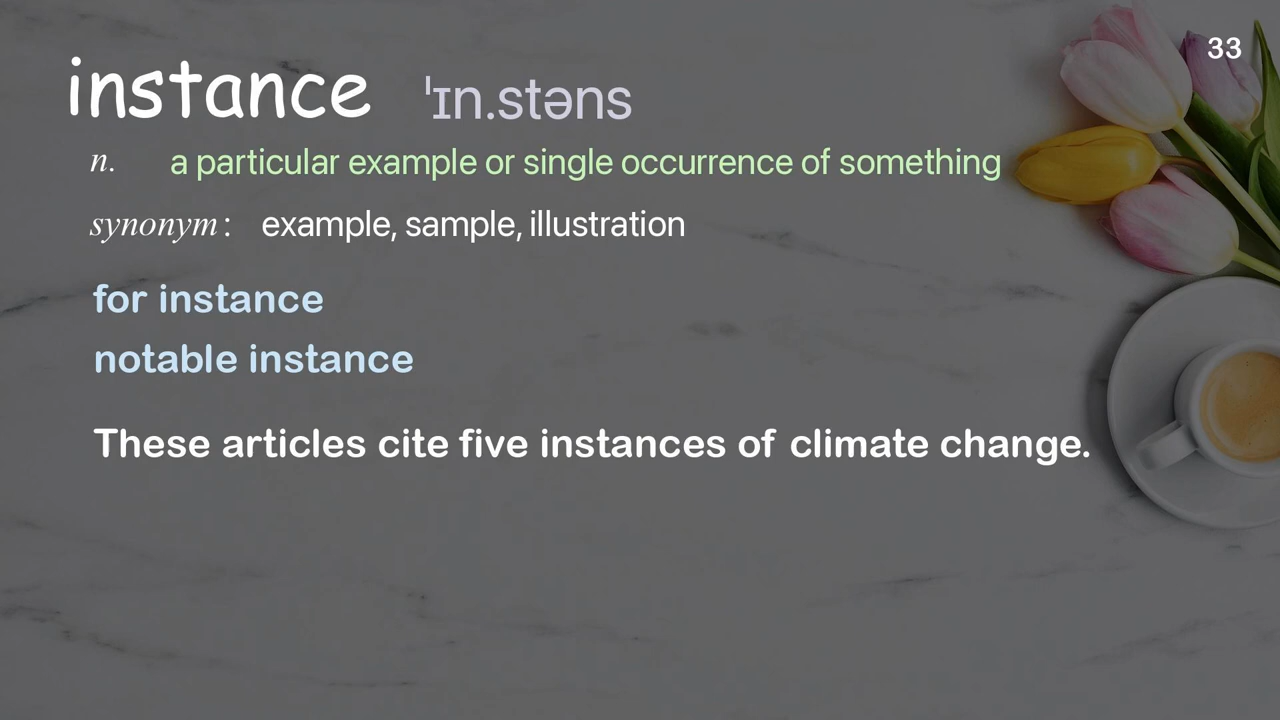 33
instance ˈɪn.stəns
n. a particular example or single occurrence of something
synonym: example, sample, illustration
for instance
notable instance
These articles cite five instances of climate change.